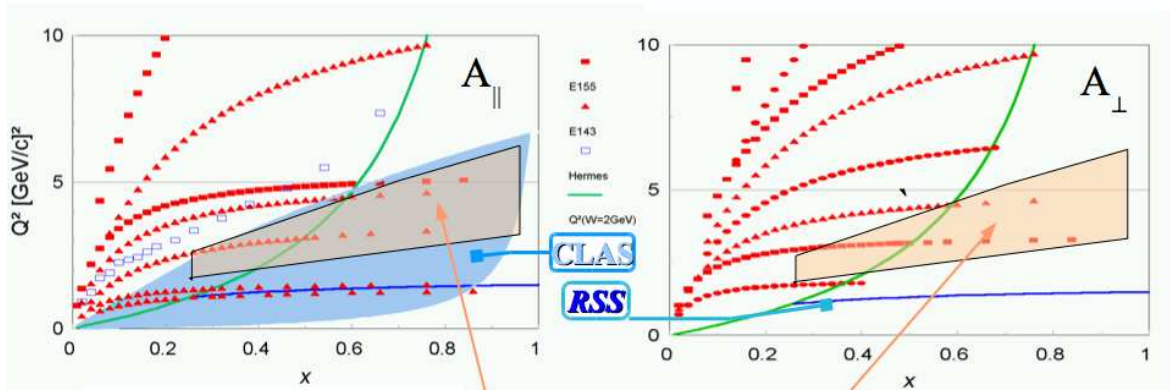 10
5
0
Q² [GeV/c]²
0
0.2
0.4
0.6
0.8
1
x
A||
E155
E143
Hermes
Q²(W=2GeV)
CLAS
RSS
10
5
0
0
0.2
0.4
0.6
0.8
1
x
A⊥